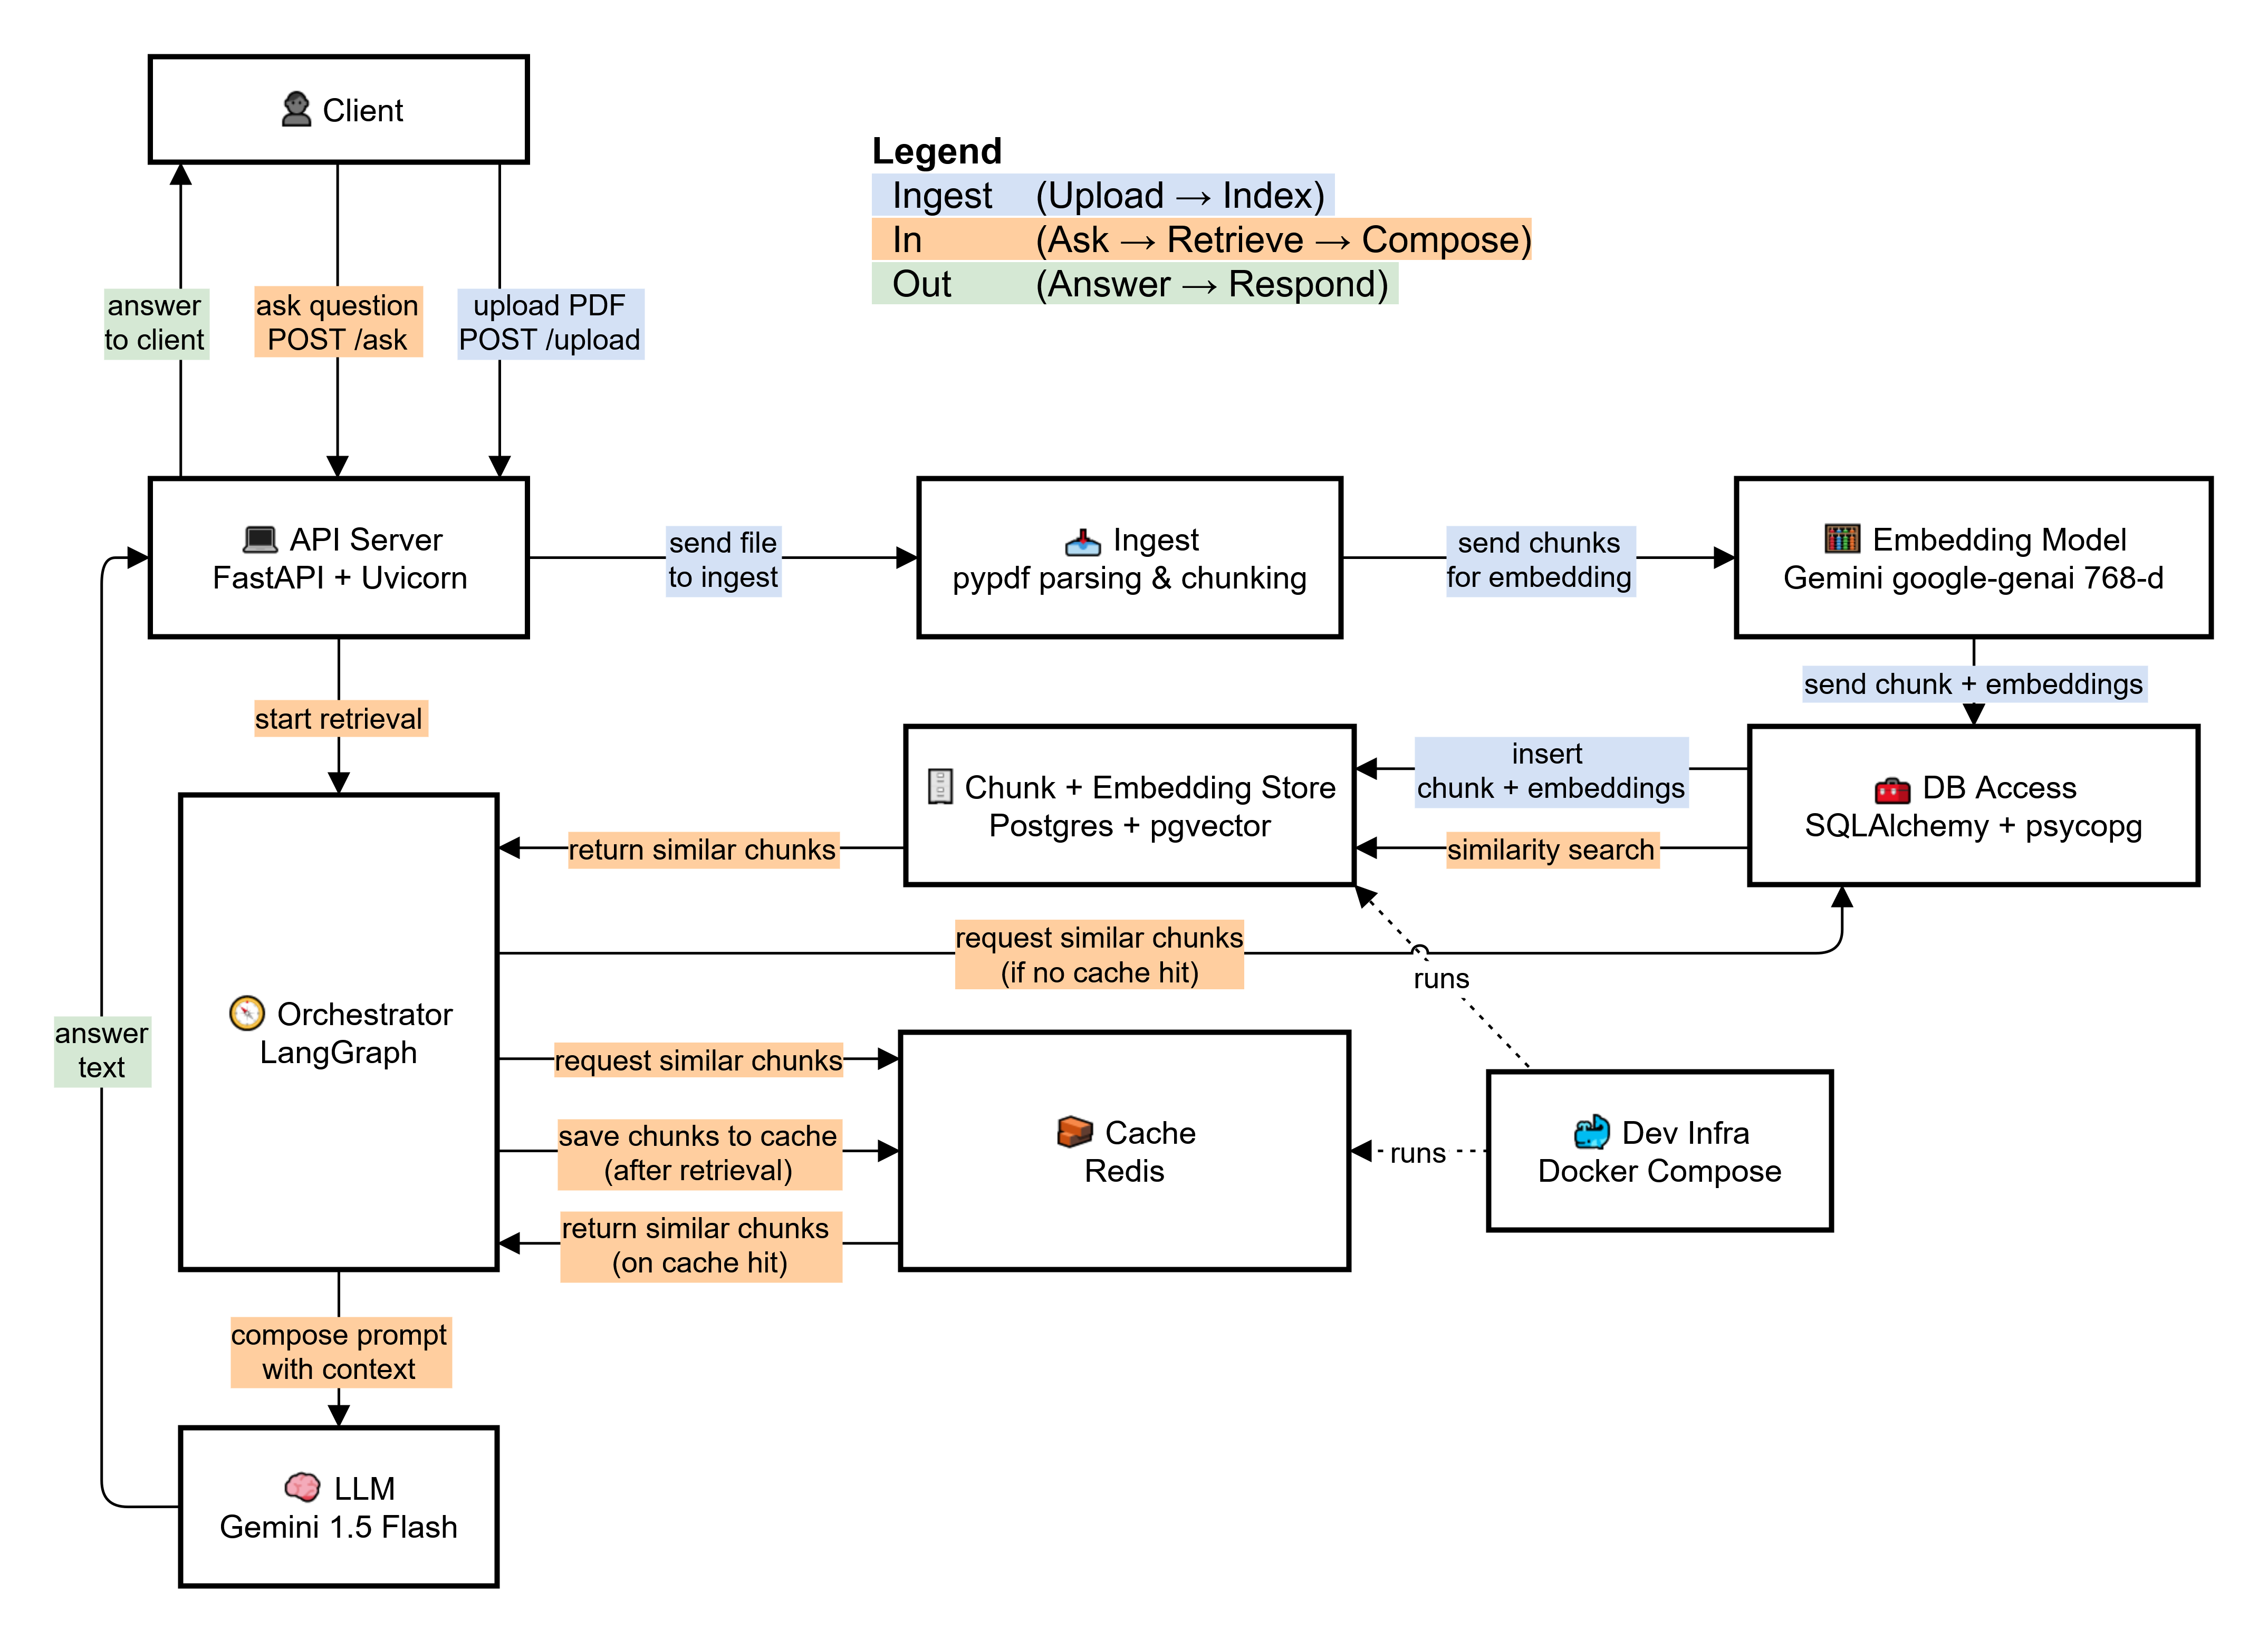 Client
Legend
Ingest (Upload → Index)
In (Ask → Retrieve → Compose)
Out (Answer → Respond)
answer
to client
ask question
POST /ask
upload PDF
POST /upload
API Server
FastAPI + Uvicorn
send file
to ingest
Ingest
pypdf parsing & chunking
send chunks
for embedding
Embedding Model
Gemini google-genai 768-d
send chunk + embeddings
start retrieval
Chunk + Embedding Store
Postgres + pgvector
insert
chunk + embeddings
similarity search
DB Access
SQLAlchemy + psycopg
return similar chunks
request similar chunks
(if no cache hit)
runs
Orchestrator
LangGraph
answer
text
request similar chunks
save chunks to cache
(after retrieval)
return similar chunks
(on cache hit)
Cache
Redis
runs
Dev Infra
Docker Compose
compose prompt
with context
LLM
Gemini 1.5 Flash